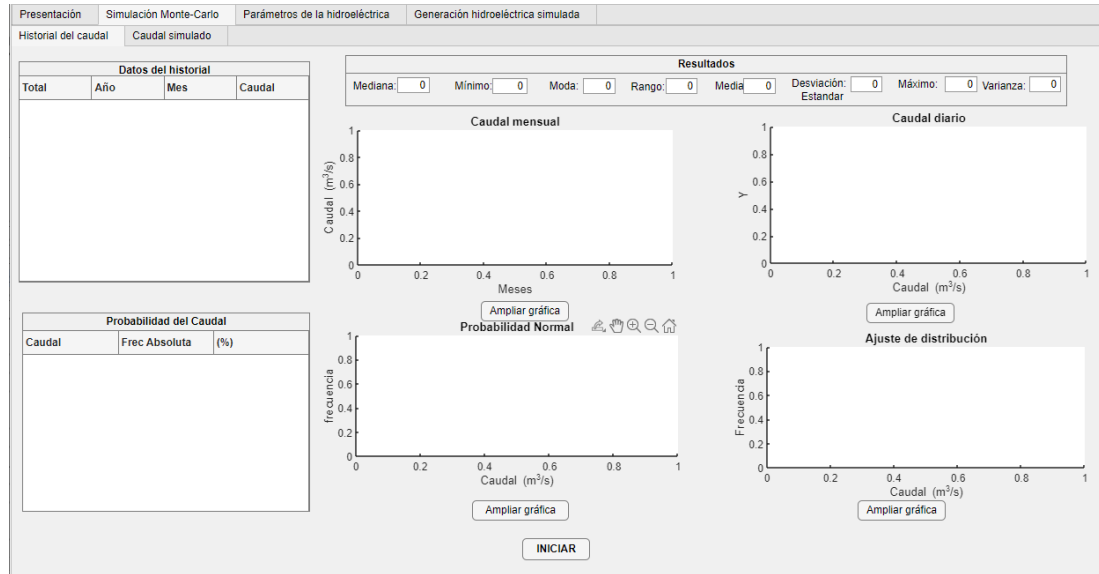 Presentación Simulación Monte-Carlo Parámetros de la hidroeléctrica Generación hidroeléctrica simulada
Historial del caudal Caudal simulado
Datos del historial
Total Año Mes Caudal
Resultados
Mediana: 0 Mínimo: 0 Moda: 0 Rango: 0 Media 0 Desviación: Estandar 0 Máximo: 0 Varianza: 0
Caudal mensual
1
0.8
0.6
0.4
0.2
0
Caudal (m³/s)
0 0.2 0.4 0.6 0.8 1
Meses
Ampliar gráfica
Caudal diario
1
0.8
0.6
0.4
0.2
0
Y
0 0.2 0.4 0.6 0.8 1
Caudal (m³/s)
Ampliar gráfica
Probabilidad del Caudal
Caudal Frec Absoluta (%)
Probabilidad Normal
1
0.8
0.6
0.4
0.2
0
frecuencia
0 0.2 0.4 0.6 0.8 1
Caudal (m³/s)
Ampliar gráfica
Ajuste de distribución
1
0.8
0.6
0.4
0.2
0
Frecuencia
0 0.2 0.4 0.6 0.8 1
Caudal (m³/s)
Ampliar gráfica
INICIAR